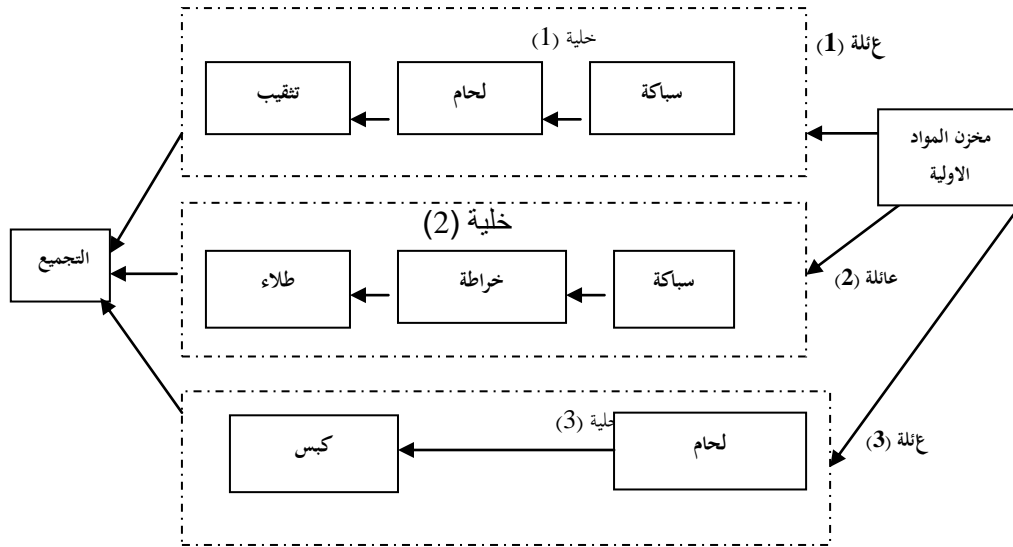 عائلة (1)
خلية (1)
سباكة
لحام
تثقيب
مخزن المواد
الاولية
خلية (2)
سباكة
خراطة
طلاء
عائلة (2)
التجميع
خلية (3)
لحام
كبس
عائلة (3)